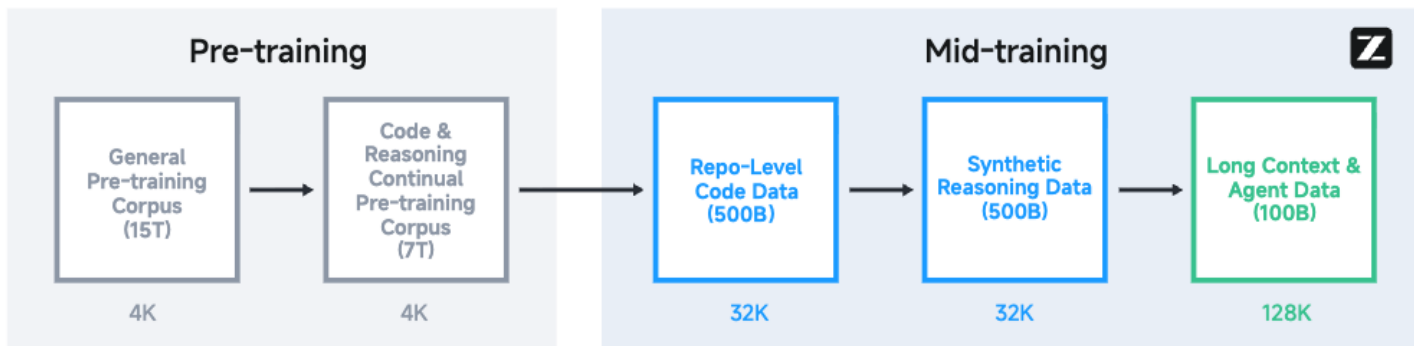 Pre-training
General
Pre-training
Corpus
(15T)
4K
Code &
Reasoning
Continual
Pre-training
Corpus
(7T)
4K
Mid-training
Z
Repo-Level
Code Data
(500B)
32K
Synthetic
Reasoning Data
(500B)
32K
Long Context &
Agent Data
(100B)
128K